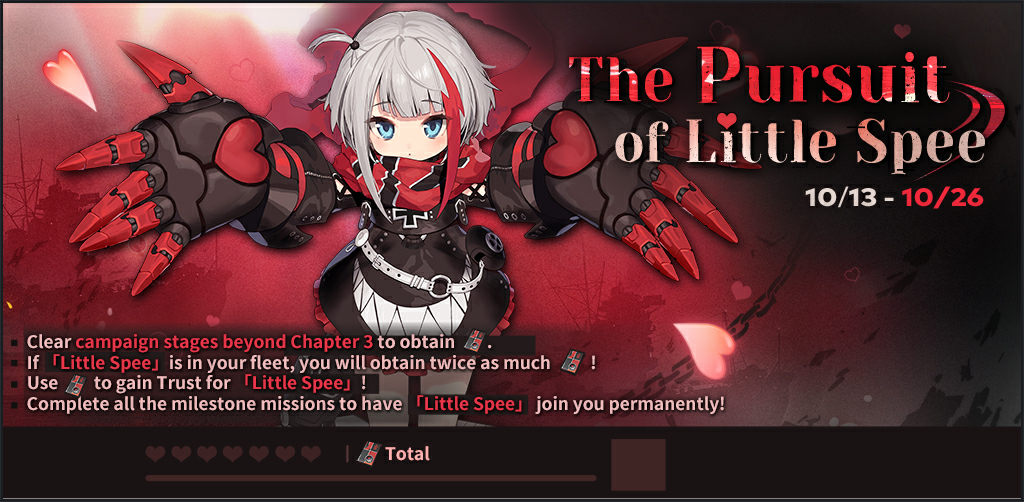 The Pursuit
of Little Spee
10/13 - 10/26
Clear campaign stages beyond Chapter 3 to obtain .
If 「Little Spee」 is in your fleet, you will obtain twice as much !
Use to gain Trust for 「Little Spee」!
Complete all the milestone missions to have 「Little Spee」 join you permanently!
| Total